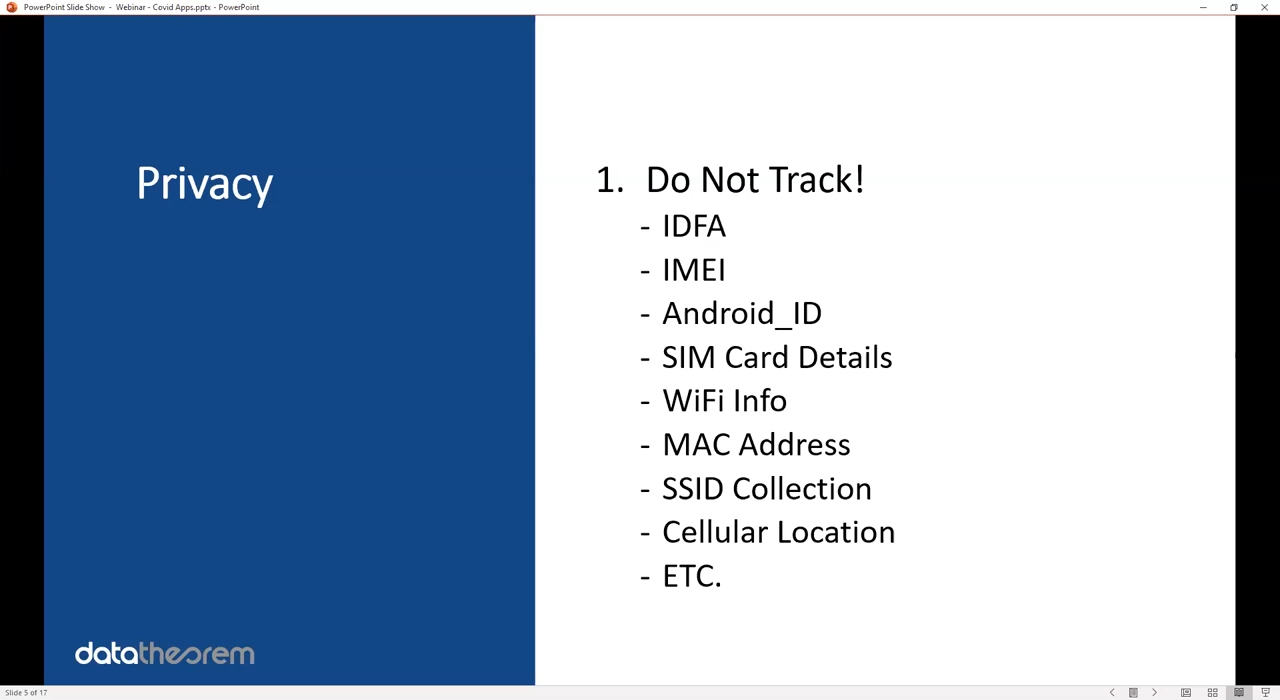 PowerPoint Slide Show - Webinar - Covid Apps.pptx - PowerPoint
Privacy
1. Do Not Track!
- IDFA
- IMEI
- Android_ID
- SIM Card Details
- WiFi Info
- MAC Address
- SSID Collection
- Cellular Location
- ETC.
datatheorem
Slide 5 of 17